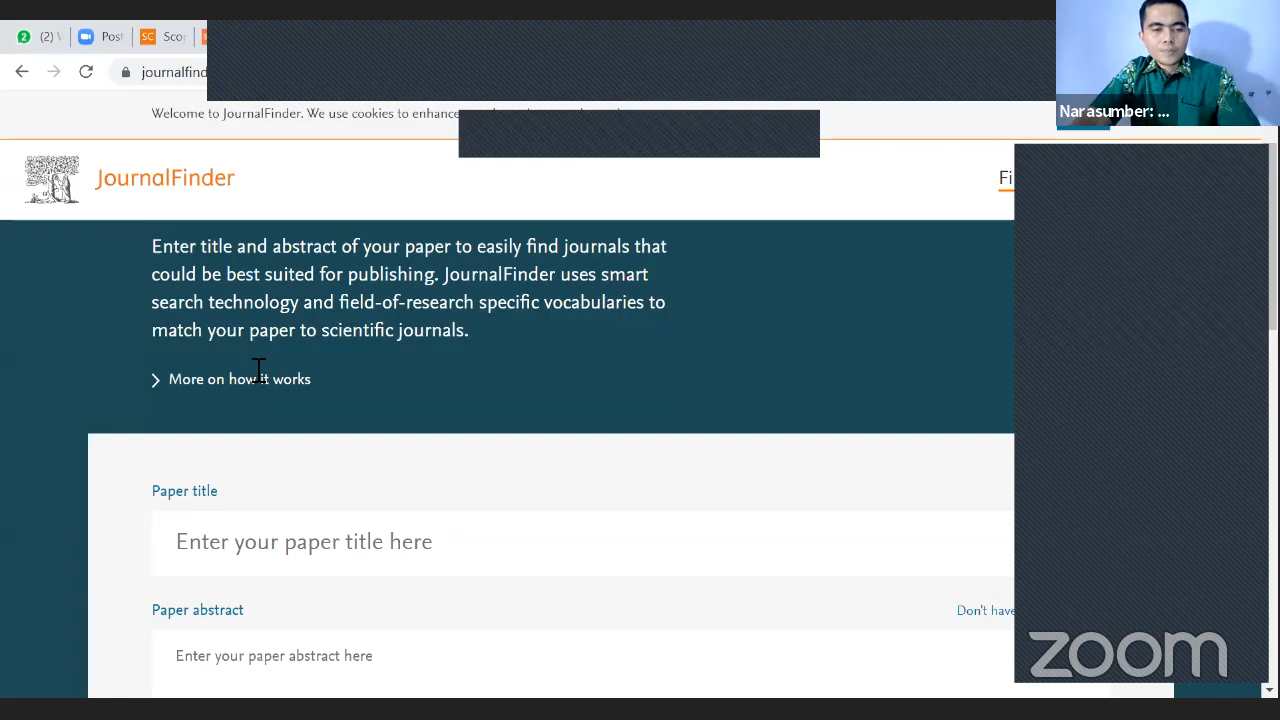 (2) W
Post
SC Scop
journalfind
Welcome to JournalFinder. We use cookies to enhance
Narasumber: ...
JournalFinder
Fi
Enter title and abstract of your paper to easily find journals that
could be best suited for publishing. JournalFinder uses smart
search technology and field-of-research specific vocabularies to
match your paper to scientific journals.
More on how it works
Paper title
Enter your paper title here
Paper abstract
Don't have
Enter your paper abstract here
zoom